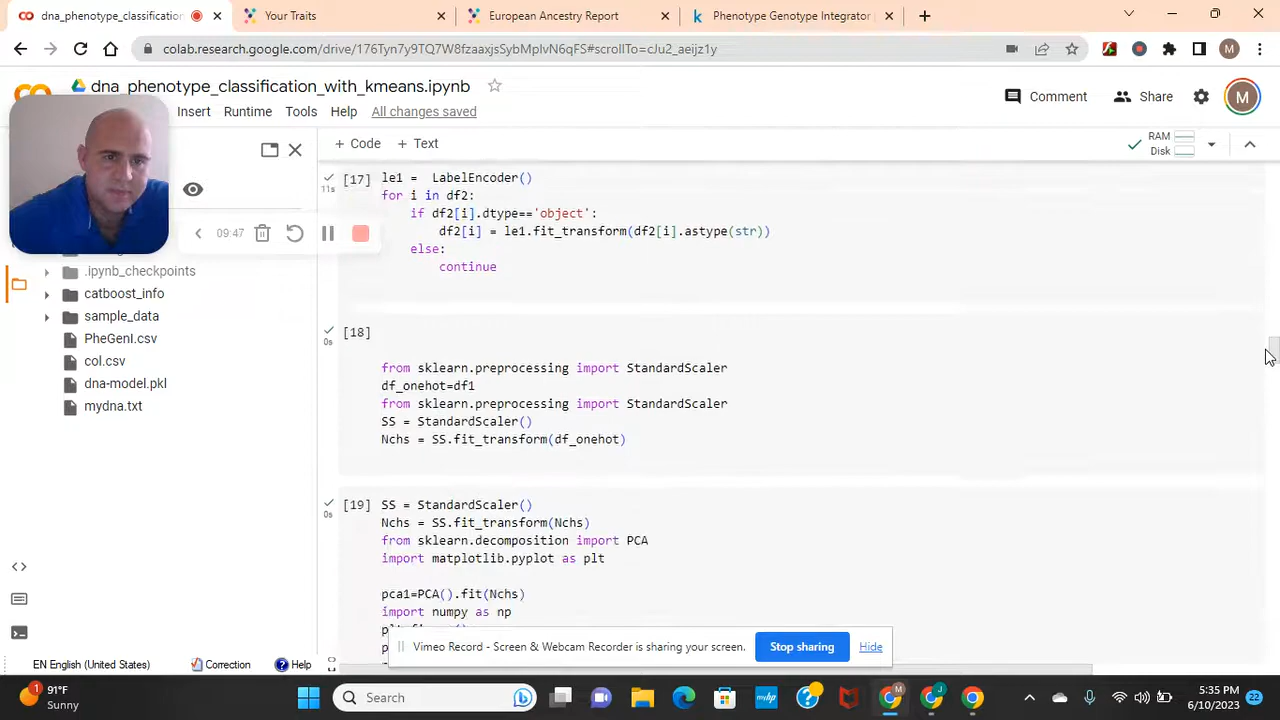 dna_phenotype_classification
Your Traits
European Ancestry Report
Phenotype Genotype Integrator
colab.research.google.com/drive/176Tyn7y9TQ7W8fzaaxjsSybMplvN6qFS#scrollTo=cJu2_aeijz1y
M
dna_phenotype_classification_with_kmeans.ipynb
Comment
Share
M
Insert
Runtime
Tools
Help
All changes saved
+ Code
+ Text
RAM
Disk
09:47
.ipynb_checkpoints
catboost_info
sample_data
PheGenI.csv
col.csv
dna-model.pkl
mydna.txt
[17]
11s
le1 = LabelEncoder()
for i in df2:
if df2[i].dtype=='object':
df2[i] = le1.fit_transform(df2[i].astype(str))
else:
continue
[18]
0s
from sklearn.preprocessing import StandardScaler
df_onehot=df1
from sklearn.preprocessing import StandardScaler
SS = StandardScaler()
Nchs = SS.fit_transform(df_onehot)
[19]
0s
SS = StandardScaler()
Nchs = SS.fit_transform(Nchs)
from sklearn.decomposition import PCA
import matplotlib.pyplot as plt
pca1=PCA().fit(Nchs)
import numpy as np
Vimeo Record - Screen & Webcam Recorder is sharing your screen.
Stop sharing
Hide
EN English (United States)
Correction
Help
91°F
Sunny
Search
5:35 PM
6/10/2023
22